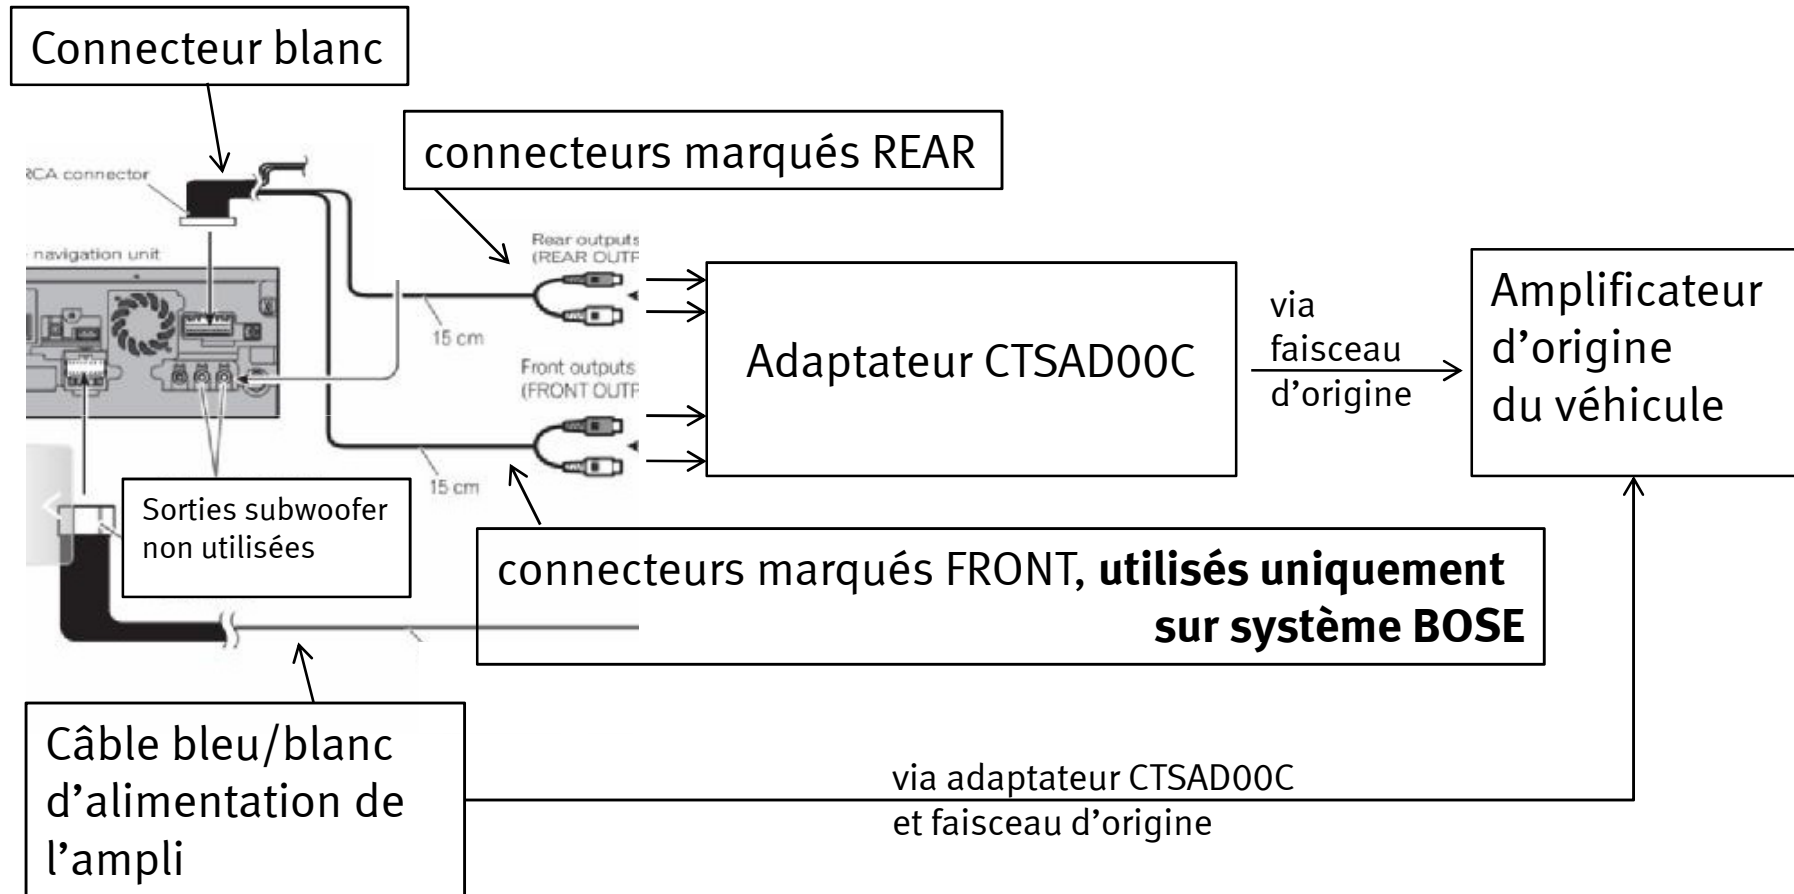 Connecteur blanc
connecteurs marqués REAR
RCA connector
Rear outputs
(REAR OUTP
navigation unit
15 cm
Front outputs
(FRONT OUTP
15 cm
Adaptateur CTSAD00C
via
faisceau
d'origine
Amplificateur
d'origine
du véhicule
Sorties subwoofer
non utilisées
connecteurs marqués FRONT, utilisés uniquement
sur système BOSE
Câble bleu/blanc
d’alimentation de
l’ampli
via adaptateur CTSAD00C
et faisceau d’origine